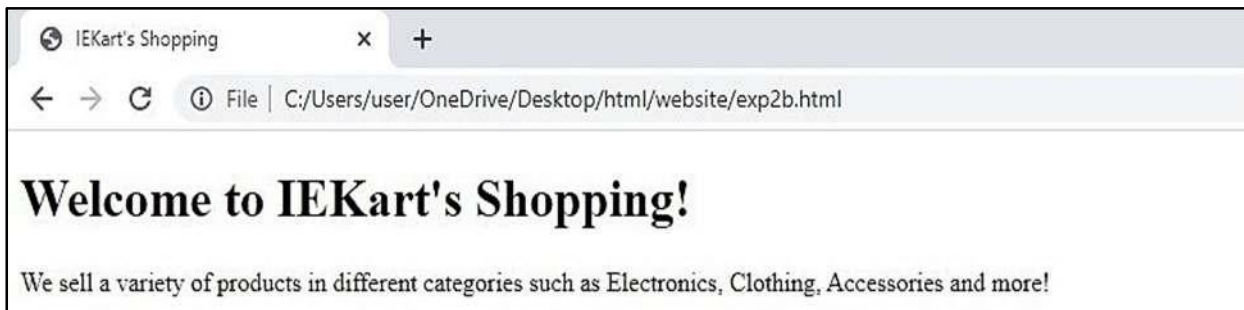 IEKart's Shopping
File | C:/Users/user/OneDrive/Desktop/html/website/exp2b.html
Welcome to IEKart's Shopping!
We sell a variety of products in different categories such as Electronics, Clothing, Accessories and more!